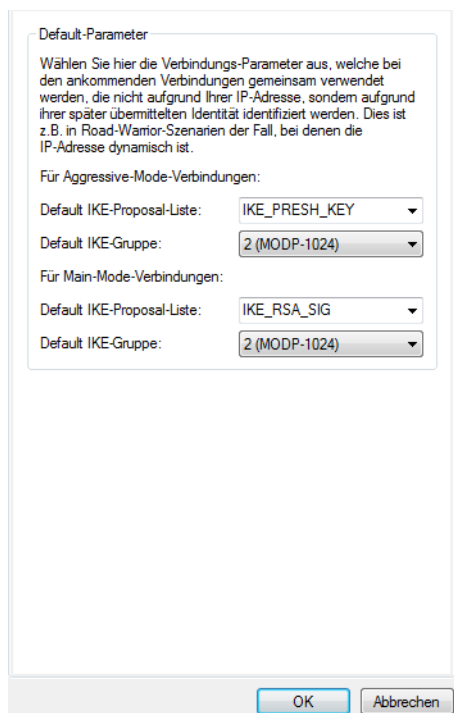 Default-Parameter
Wählen Sie hier die Verbindungs-Parameter aus, welche bei
den ankommenden Verbindungen gemeinsam verwendet
werden, die nicht aufgrund Ihrer IP-Adresse, sondern aufgrund
ihrer später übermittelten Identität identifiziert werden. Dies ist
z.B. in Road-Warrior-Szenarien der Fall, bei denen die
IP-Adresse dynamisch ist.
Für Aggressive-Mode-Verbindungen:
Default IKE-Proposal-Liste: IKE_PRESH_KEY
Default IKE-Gruppe: 2 (MODP-1024)
Für Main-Mode-Verbindungen:
Default IKE-Proposal-Liste: IKE_RSA_SIG
Default IKE-Gruppe: 2 (MODP-1024)
OK Abbrechen